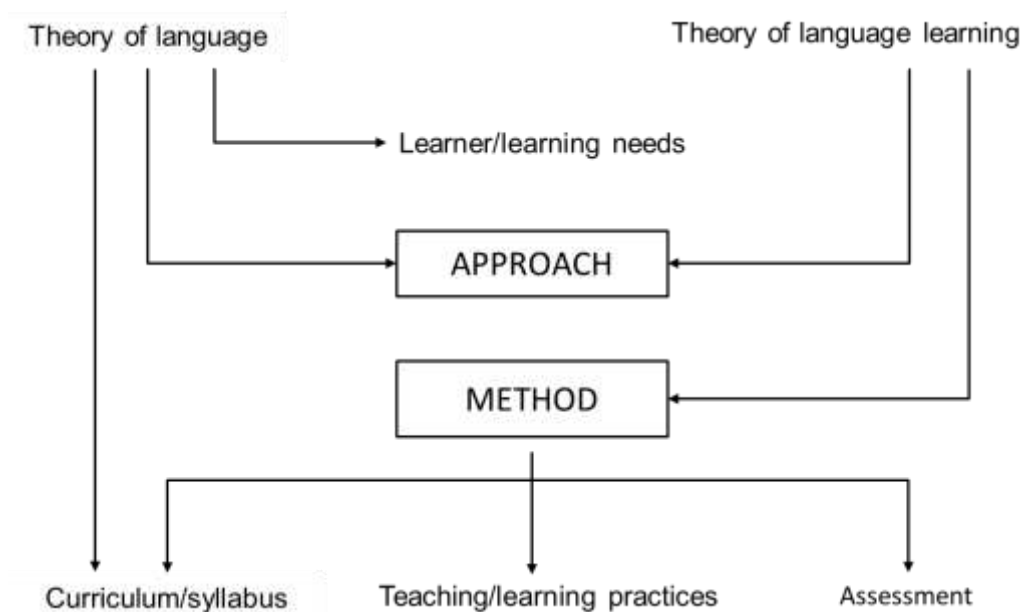 Theory of language
Theory of language learning
Learner/learning needs
APPROACH
METHOD
Curriculum/syllabus
Teaching/learning practices
Assessment